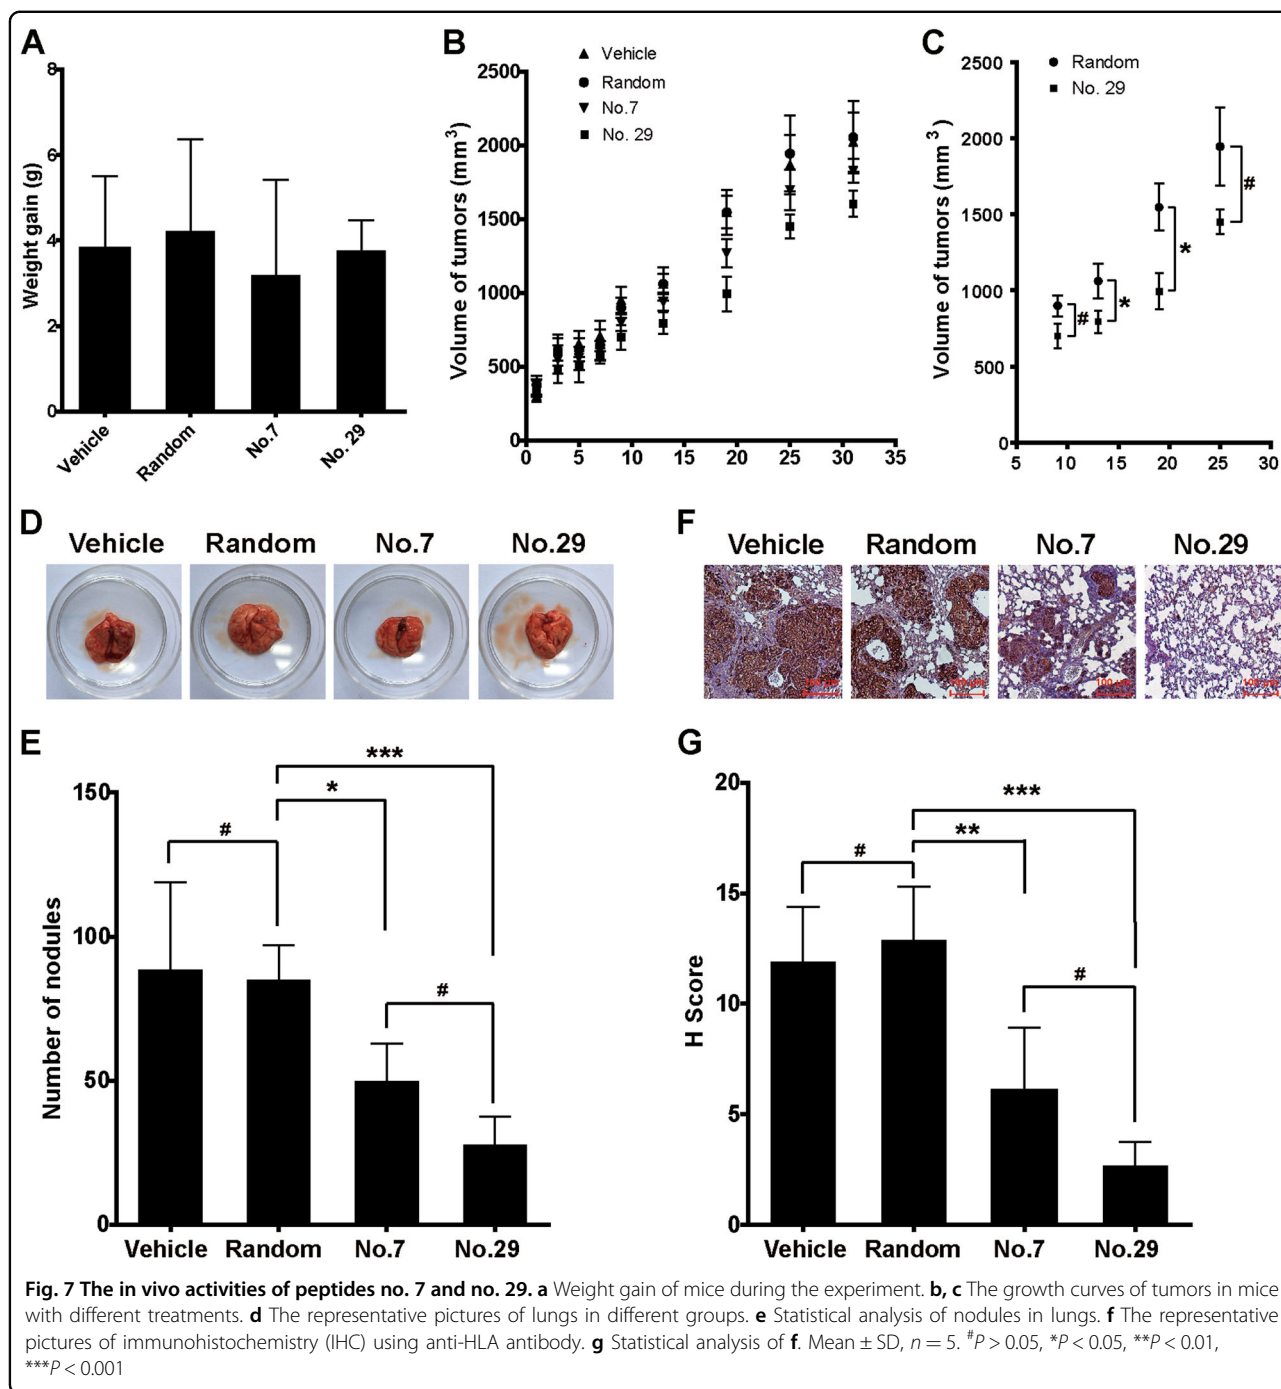 A
Weight gain (g)
8
6
4
2
0
Vehicle
Random
No.7
No. 29
B
Vehicle
Random
No.7
No. 29
Volume of tumors (mm³)
2500
2000
1500
1000
500
0
0 5 10 15 20 25 30 35
C
Random
No. 29
Volume of tumors (mm³)
2500
2000
1500
1000
500
0
# * * #
5 10 15 20 25 30
D
Vehicle Random No.7 No.29
F
Vehicle Random No.7 No.29
100 μm 100 μm 100 μm 100 μm
E
Number of nodules
150
100
50
0
***
*
#
#
Vehicle Random No.7 No.29
G
H Score
20
15
10
5
0
***
**
#
#
Vehicle Random No.7 No.29
Fig. 7 The in vivo activities of peptides no. 7 and no. 29. a Weight gain of mice during the experiment. b, c The growth curves of tumors in mice
with different treatments. d The representative pictures of lungs in different groups. e Statistical analysis of nodules in lungs. f The representative
pictures of immunohistochemistry (IHC) using anti-HLA antibody. g Statistical analysis of f. Mean ± SD, n = 5. #P > 0.05, *P < 0.05, **P < 0.01,
***P < 0.001